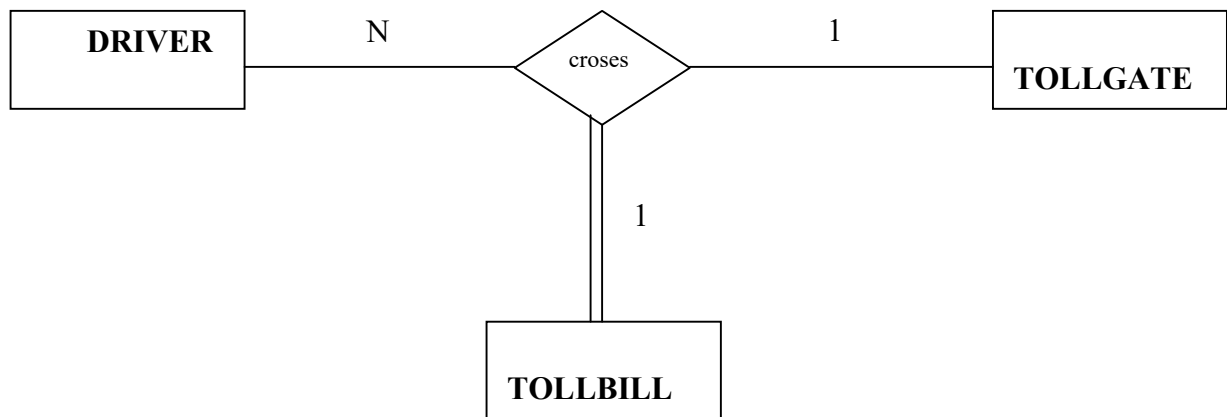 DRIVER
N
croses
1
TOLLGATE
1
TOLLBILL